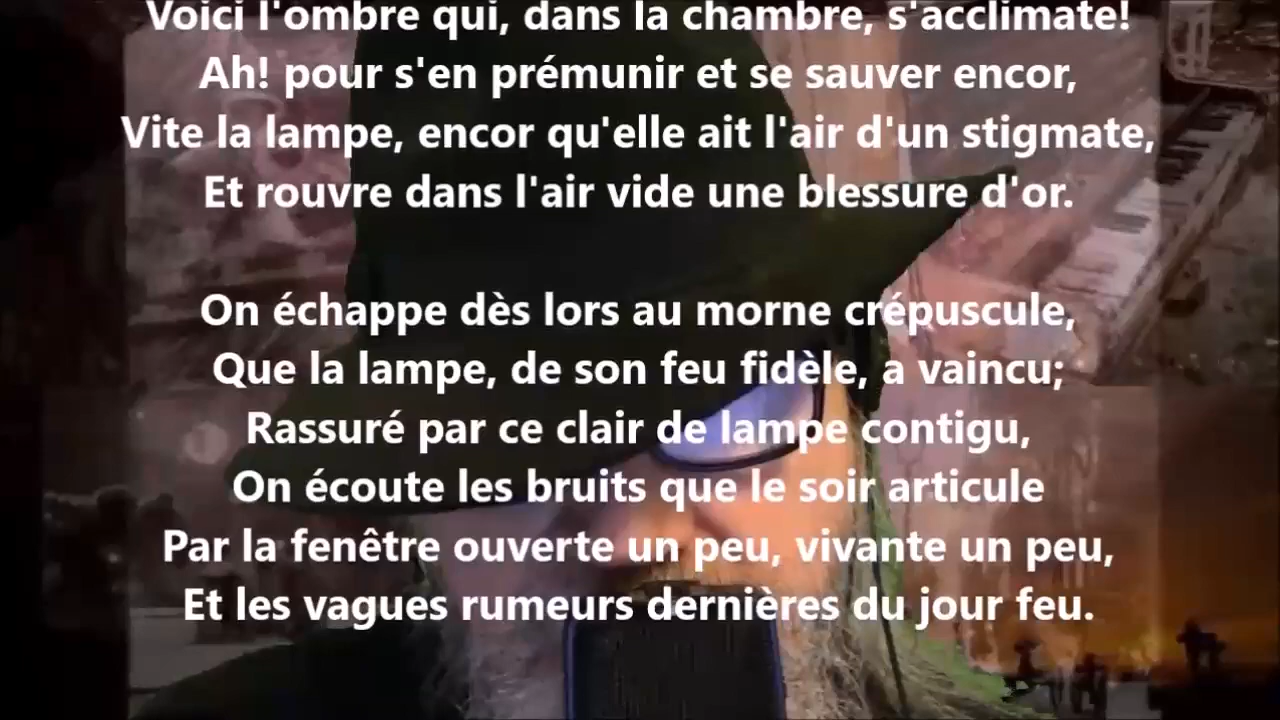 Voici l'ombre qui, dans la chambre, s'acclimate!
Ah! pour s'en prémunir et se sauver encor,
Vite la lampe, encor qu'elle ait l'air d'un stigmate,
Et rouvre dans l'air vide une blessure d'or.
On échappe dès lors au morne crépuscule,
Que la lampe, de son feu fidèle, a vaincu;
Rassuré par ce clair de lampe contigu,
On écoute les bruits que le soir articule
Par la fenêtre ouverte un peu, vivante un peu,
Et les vagues rumeurs dernières du jour feu.